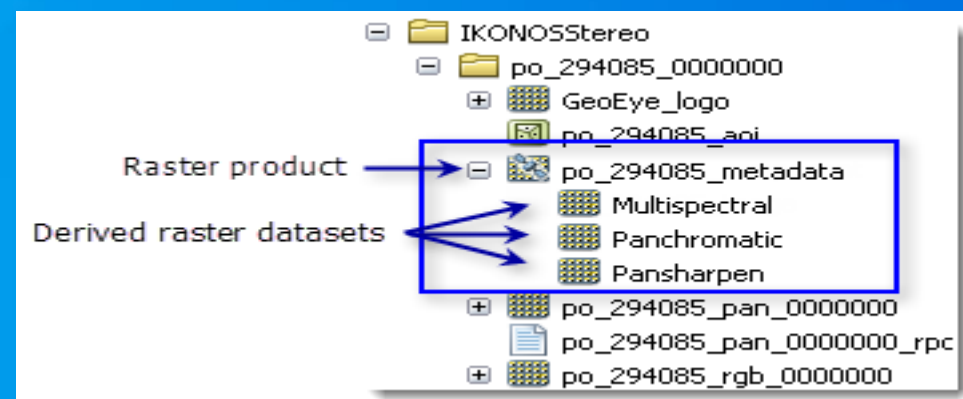 IKONOSStereo
po_294085_0000000
GeoEye_logo
po_294085_aoi
Raster product
po_294085_metadata
Multispectral
Derived raster datasets
Panchromatic
Pansharpen
po_294085_pan_0000000
po_294085_pan_0000000_rpc
po_294085_rgb_0000000